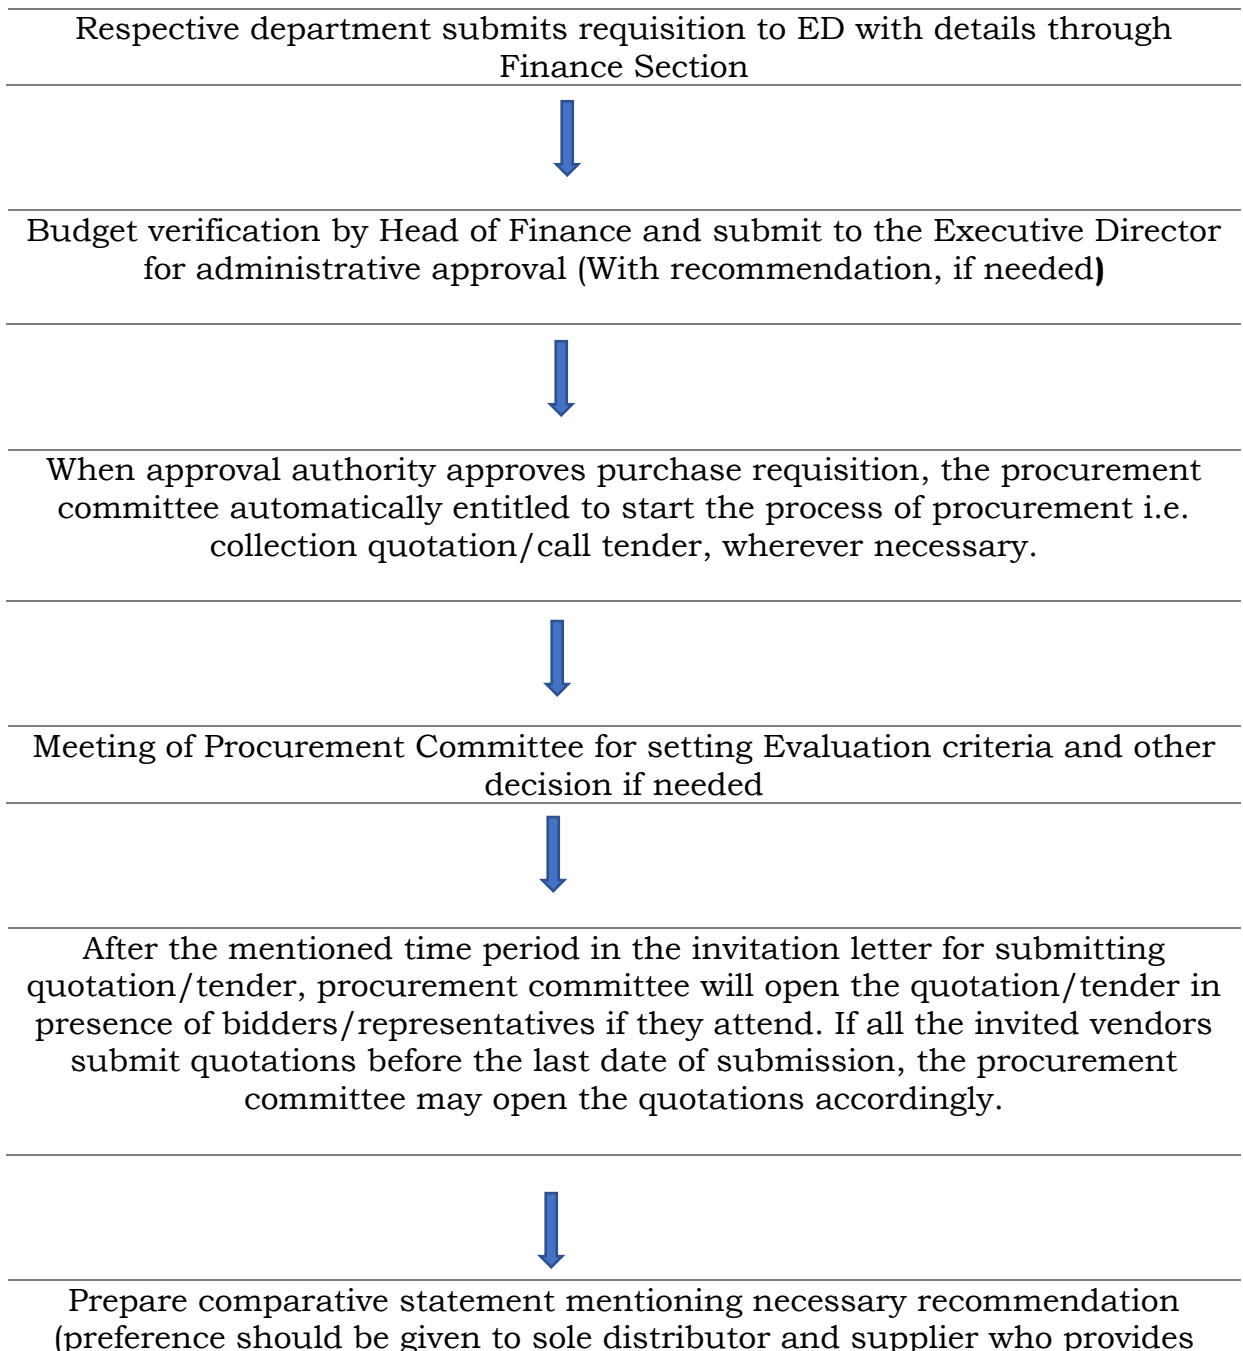 Respective department submits requisition to ED with details through
Finance Section
Budget verification by Head of Finance and submit to the Executive Director
for administrative approval (With recommendation, if needed)
When approval authority approves purchase requisition, the procurement
committee automatically entitled to start the process of procurement i.e.
collection quotation/call tender, wherever necessary.
Meeting of Procurement Committee for setting Evaluation criteria and other
decision if needed
After the mentioned time period in the invitation letter for submitting
quotation/tender, procurement committee will open the quotation/tender in
presence of bidders/representatives if they attend. If all the invited vendors
submit quotations before the last date of submission, the procurement
committee may open the quotations accordingly.
Prepare comparative statement mentioning necessary recommendation
(preference should be given to sole distributor and supplier who provides